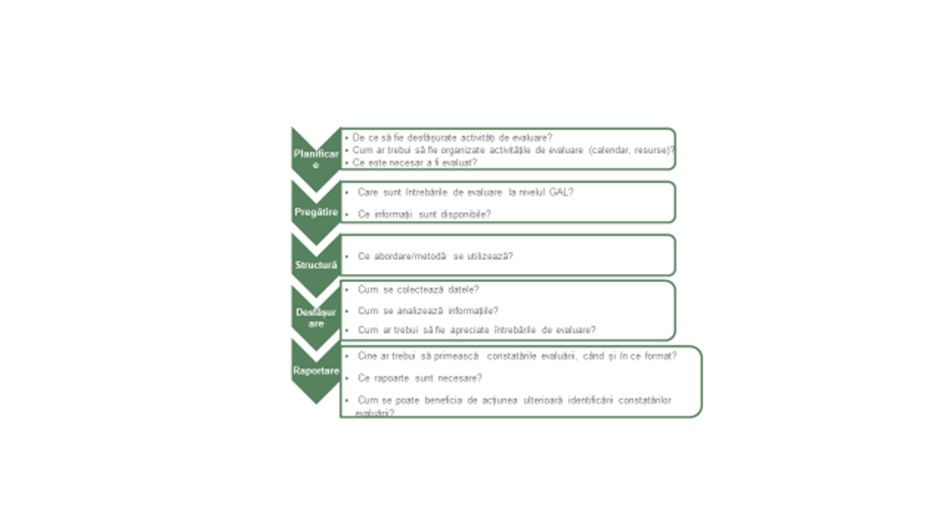 Planificar
e
• De ce să fie desfășurate activități de evaluare?
• Cum ar trebui să fie organizate activitățile de evaluare (calendar, resurse)?
• Ce este necesar a fi evaluat?
Pregătire
• Care sunt întrebările de evaluare la nivelul GAL?
• Ce informații sunt disponibile?
Structură
• Ce abordare/metodă se utilizează?
Desfășur
are
• Cum se colectează datele?
• Cum se analizează informațiile?
• Cum ar trebui să fie apreciate întrebările de evaluare?
Raportare
• Cine ar trebui să primească constatările evaluării, când și în ce format?
• Ce rapoarte sunt necesare?
• Cum se poate beneficia de acțiunea ulterioară identificării constatărilor
evaluării?